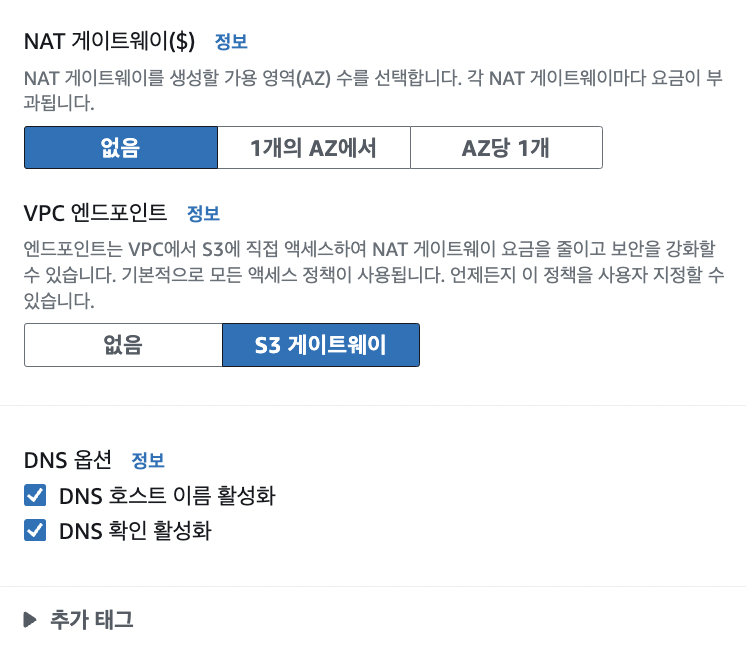 NAT 게이트웨이($) 정보
NAT 게이트웨이를 생성할 가용 영역(AZ) 수를 선택합니다. 각 NAT 게이트웨이마다 요금이 부
과됩니다.
없음 1개의 AZ에서 AZ당 1개
VPC 엔드포인트 정보
엔드포인트는 VPC에서 S3에 직접 액세스하여 NAT 게이트웨이 요금을 줄이고 보안을 강화할
수 있습니다. 기본적으로 모든 액세스 정책이 사용됩니다. 언제든지 이 정책을 사용자 지정할 수
있습니다.
없음 S3 게이트웨이
DNS 옵션 정보
DNS 호스트 이름 활성화
DNS 확인 활성화
추가 태그